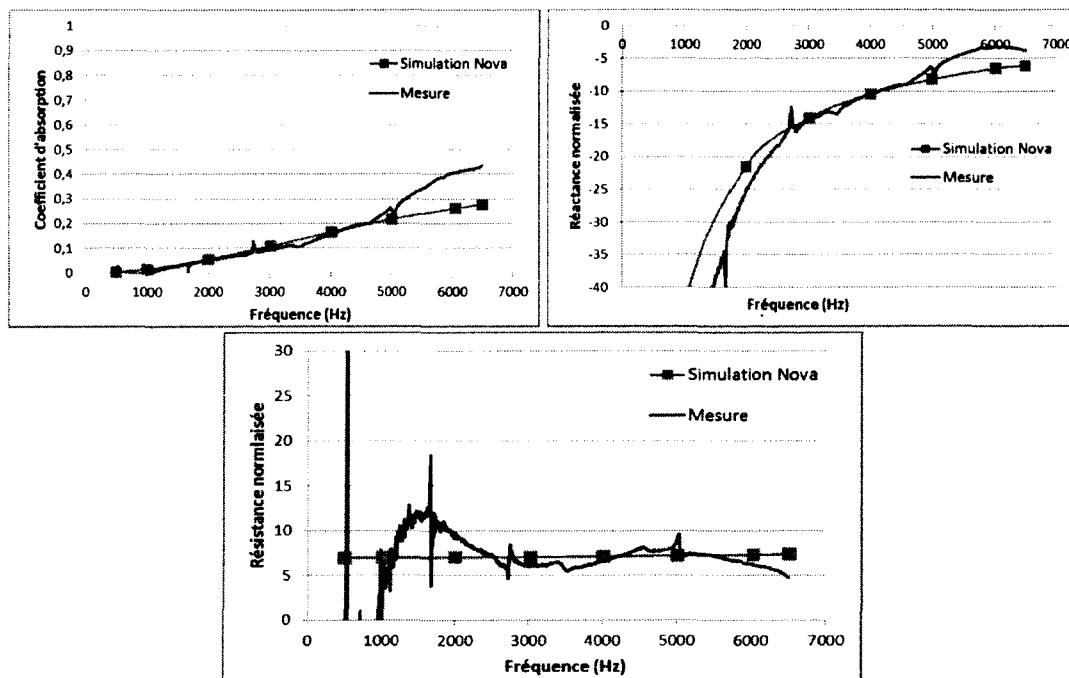 1
0,9
0,8
0,7
0,6
0,5
0,4
0,3
0,2
0,1
0
Coefficient d'absorption
Simulation Nova
Mesure
0 1000 2000 3000 4000 5000 6000 7000
Fréquence (Hz)
0
-5
-10
-15
-20
-25
-30
-35
-40
0 1000 2000 3000 4000 5000 6000 7000
Réactance normalisée
Simulation Nova
Mesure
Fréquence (Hz)
30
25
20
15
10
5
0
Résistance normlaisée
Simulation Nova
Mesure
0 1000 2000 3000 4000 5000 6000 7000
Fréquence (Hz)